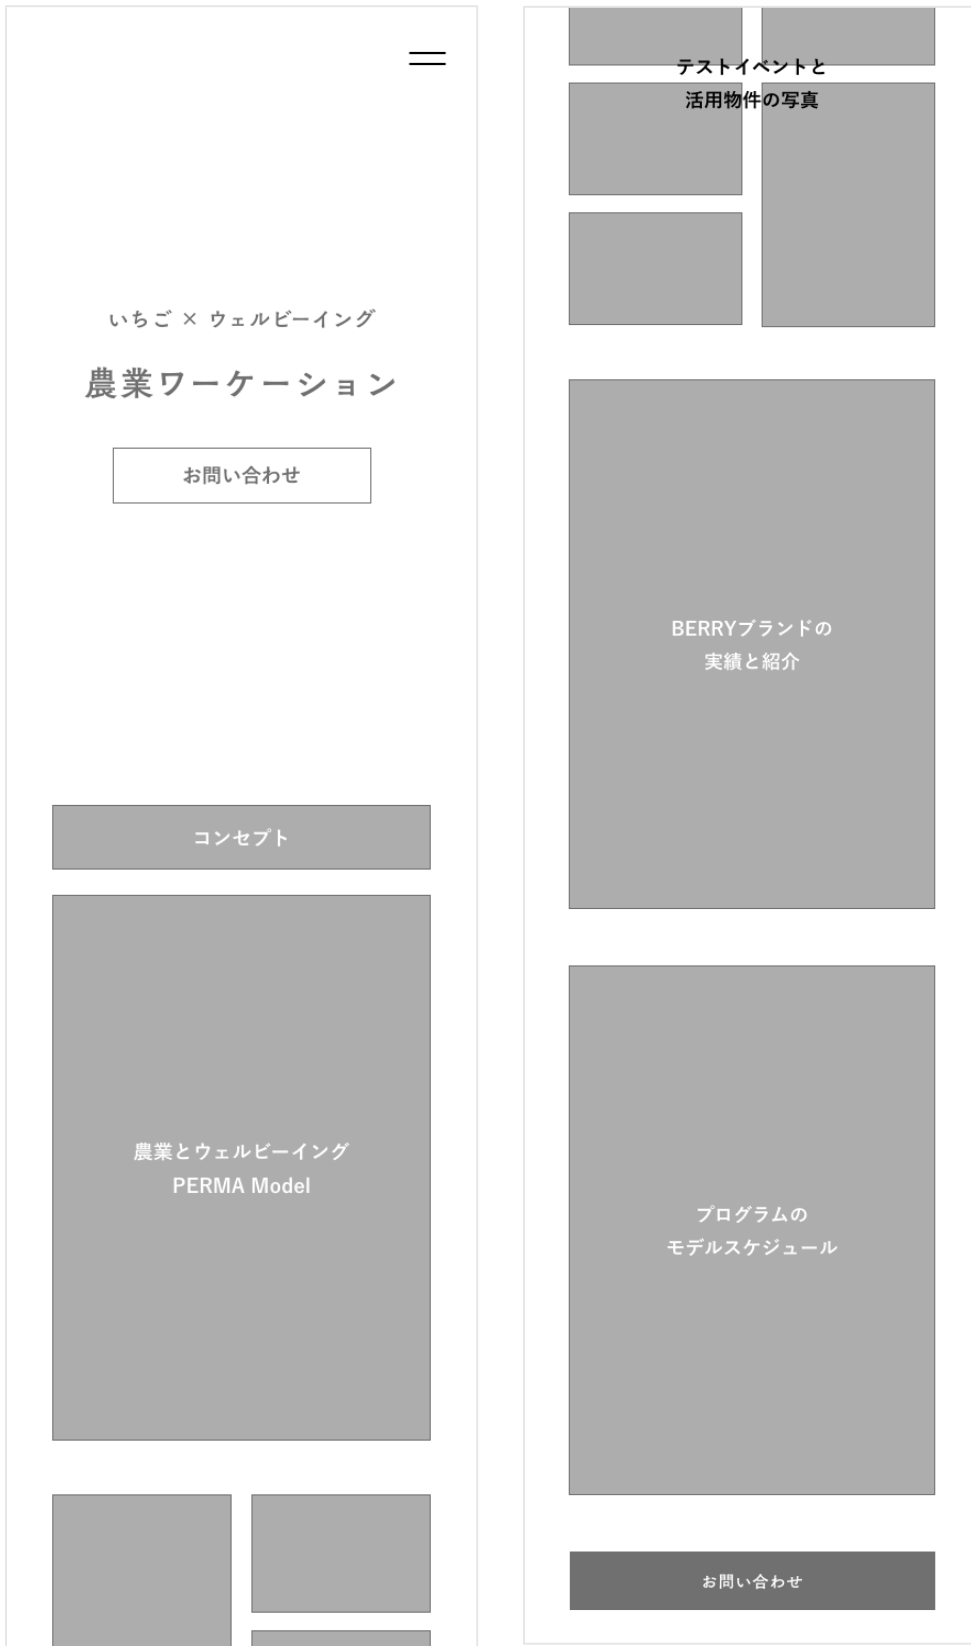 いちご × ウェルビーイング
農業ワーケーション
お問い合わせ
コンセプト
農業とウェルビーイング
PERMA Model
テストイベントと
活用物件の写真
BERRYブランドの
実績と紹介
プログラムの
モデルスケジュール
お問い合わせ